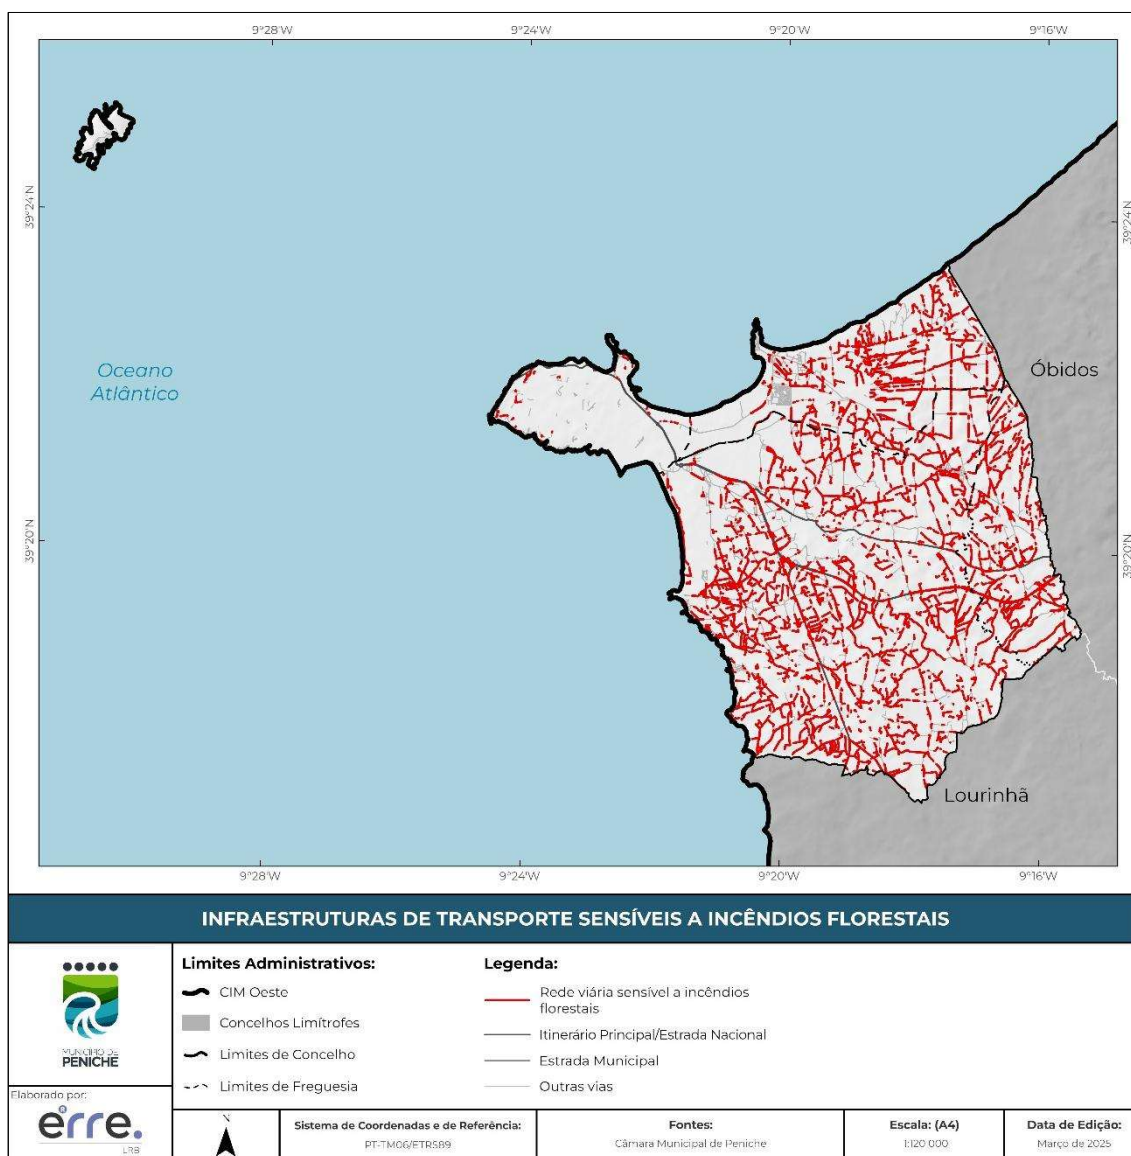 9°28'W 9°24'W 9°20'W 9°16'W
39°24'N
39°24'N
Oceano
Atlântico
Óbidos
39°20'N
39°20'N
Lourinhã
9°28'W 9°24'W 9°20'W 9°16'W
INFRAESTRUTURAS DE TRANSPORTE SENSÍVEIS A INCÊNDIOS FLORESTAIS
MUNICÍPIO DE
PENICHE
Limites Administrativos:
CIM Oeste
Concelhos Limítrofes
Limites de Concelho
Limites de Freguesia
Legenda:
Rede viária sensível a incêndios
florestais
Itinerário Principal/Estrada Nacional
Estrada Municipal
Outras vias
Elaborado por:
erre.
LRB
N
Sistema de Coordenadas e de Referência:
PT-TM06/ETRS89
Fontes:
Câmara Municipal de Peniche
Escala: (A4)
1:120 000
Data de Edição:
Março de 2025